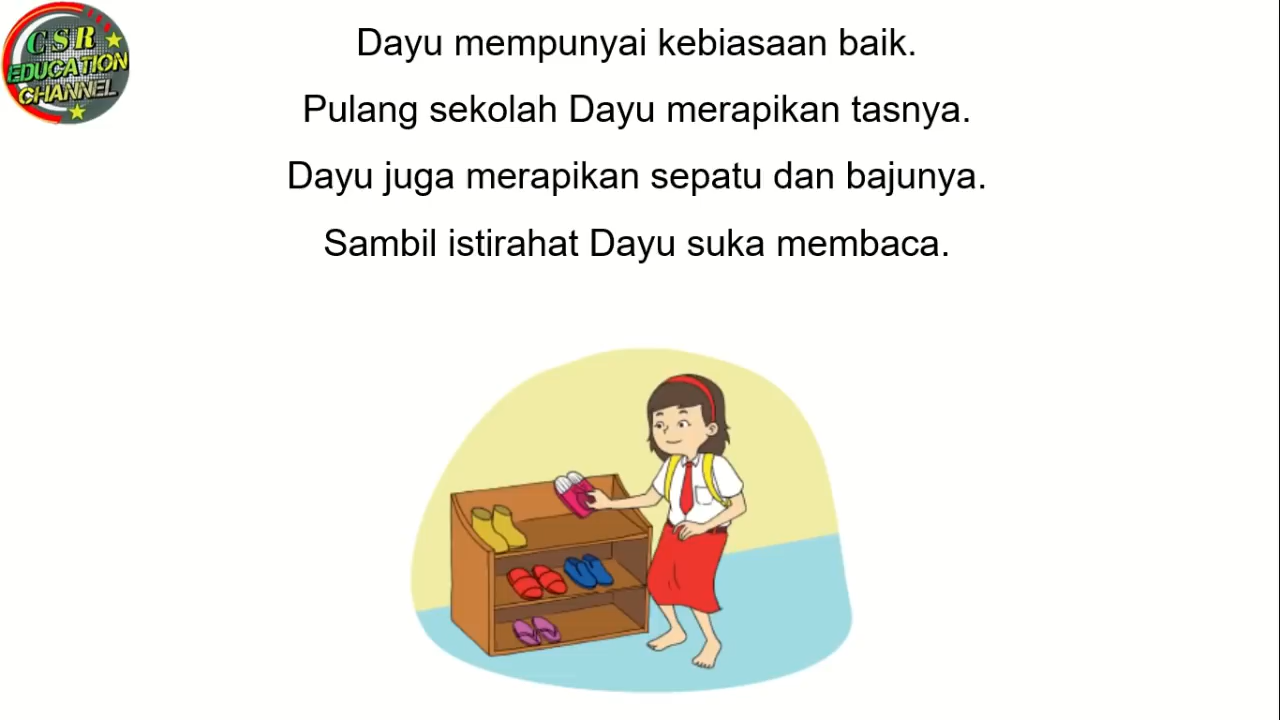 CSR
EDUCATION
CHANNEL
Dayu mempunyai kebiasaan baik.
Pulang sekolah Dayu merapikan tasnya.
Dayu juga merapikan sepatu dan bajunya.
Sambil istirahat Dayu suka membaca.